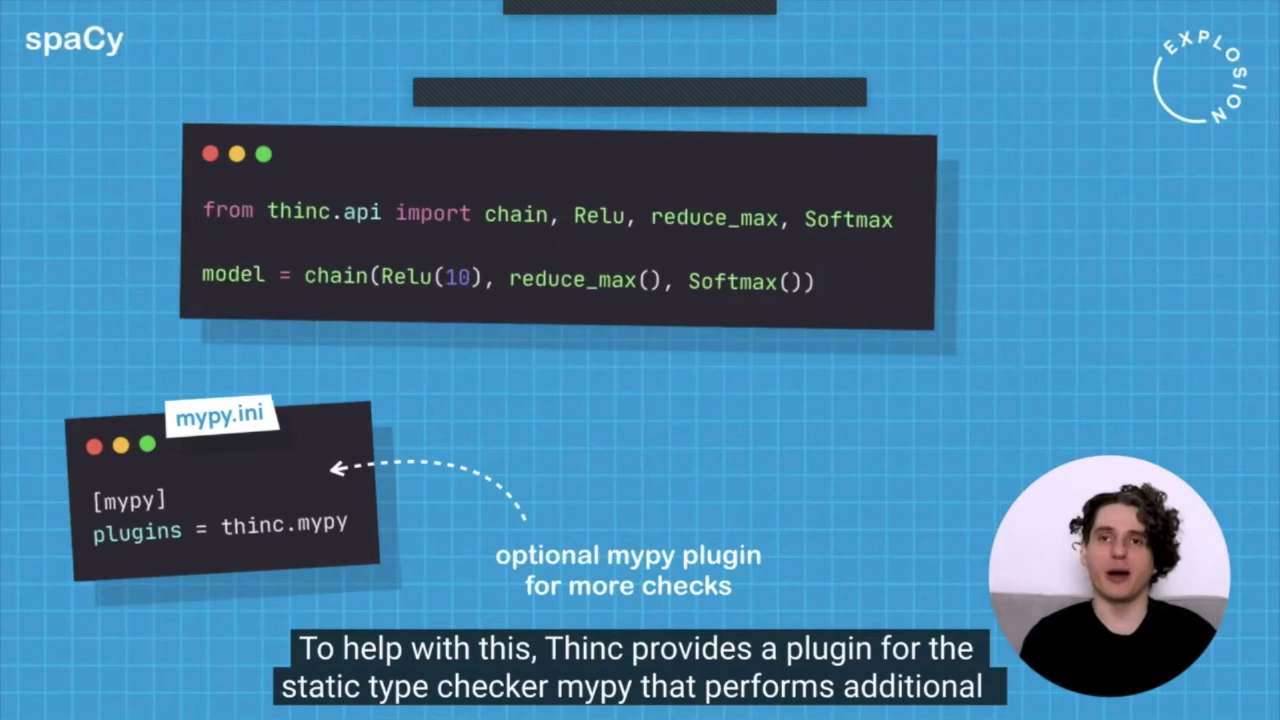 spaCy
EXPLOSION
from thinc.api import chain, Relu, reduce_max, Softmax
model = chain(Relu(10), reduce_max(), Softmax())
mypy.ini
[mypy]
plugins = thinc.mypy
optional mypy plugin
for more checks
To help with this, Thinc provides a plugin for the
static type checker mypy that performs additional